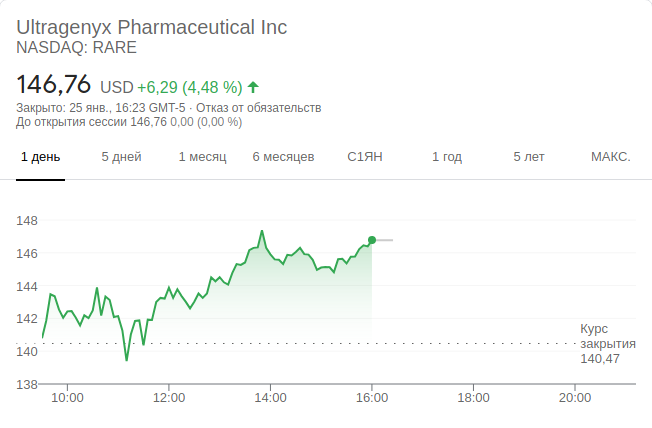 Ultragenyx Pharmaceutical Inc
NASDAQ: RARE
146,76 USD +6,29 (4,48 %)
Закрыто: 25 янв., 16:23 GMT-5 · Отказ от обязательств
До открытия сессии 146,76 0,00 (0,00 %)
1 день 5 дней 1 месяц 6 месяцев С1ЯН 1 год 5 лет МАКС.
148
146
144
142
Курс
закрытия
140,47
140
138
10:00 12:00 14:00 16:00 18:00 20:00